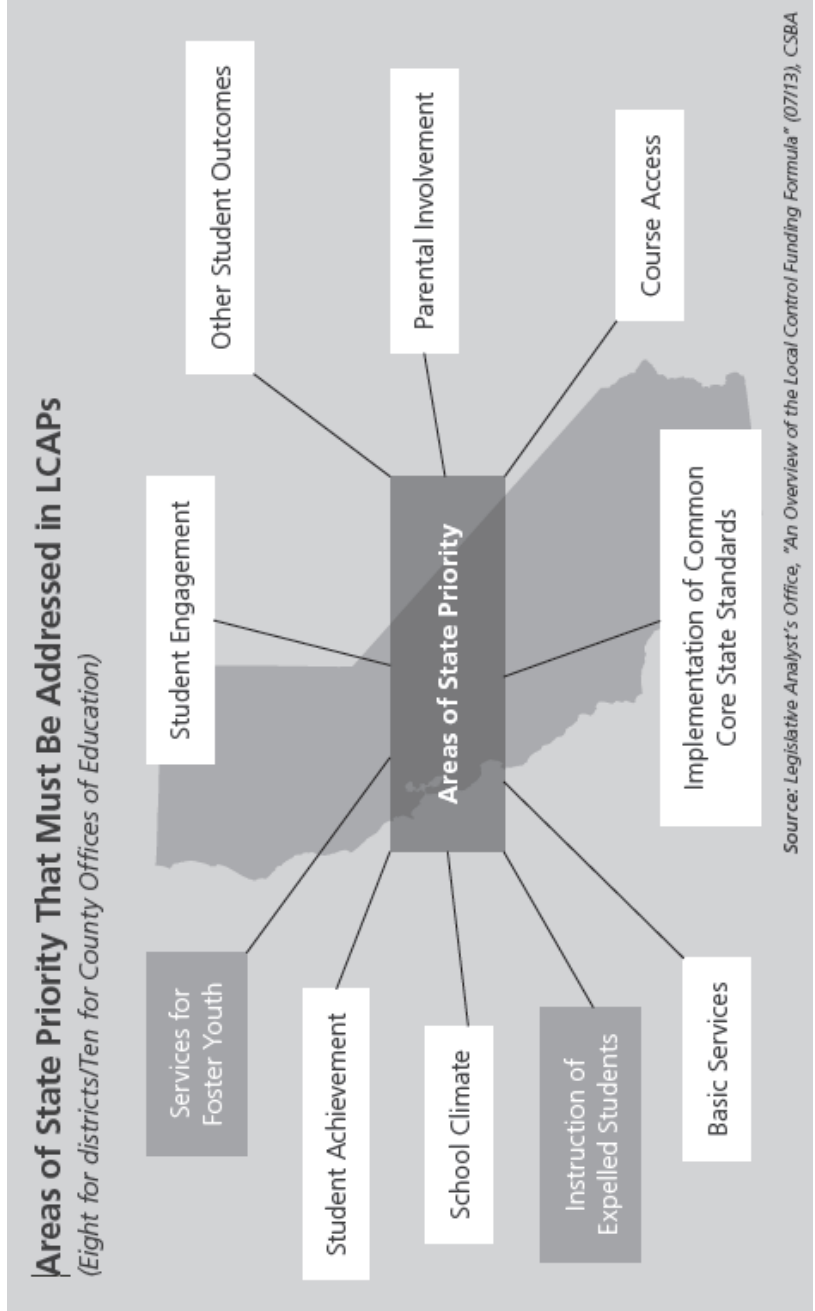 Areas of State Priority That Must Be Addressed in LCAPs
(Eight for districts/Ten for County Offices of Education)
Services for
Foster Youth
Student Engagement
Other Student Outcomes
Student Achievement
Areas of State Priority
Parental Involvement
School Climate
Instruction of
Expelled Students
Course Access
Basic Services
Implementation of Common
Core State Standards
Source: Legislative Analyst's Office, "An Overview of the Local Control Funding Formula" (07/13), CSBA